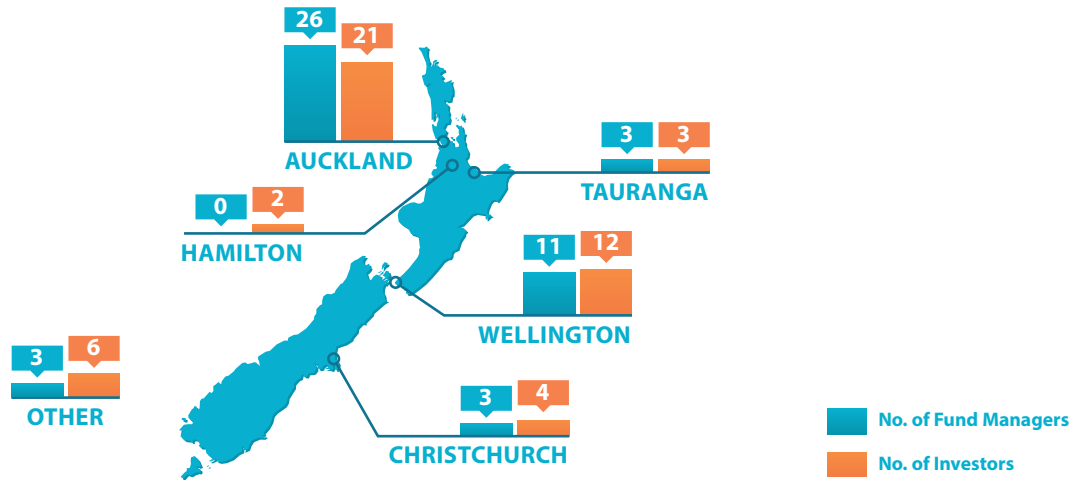 26
21
AUCKLAND
3
3
TAURANGA
0
2
HAMILTON
11
12
WELLINGTON
3
6
OTHER
3
4
CHRISTCHURCH
No. of Fund Managers
No. of Investors